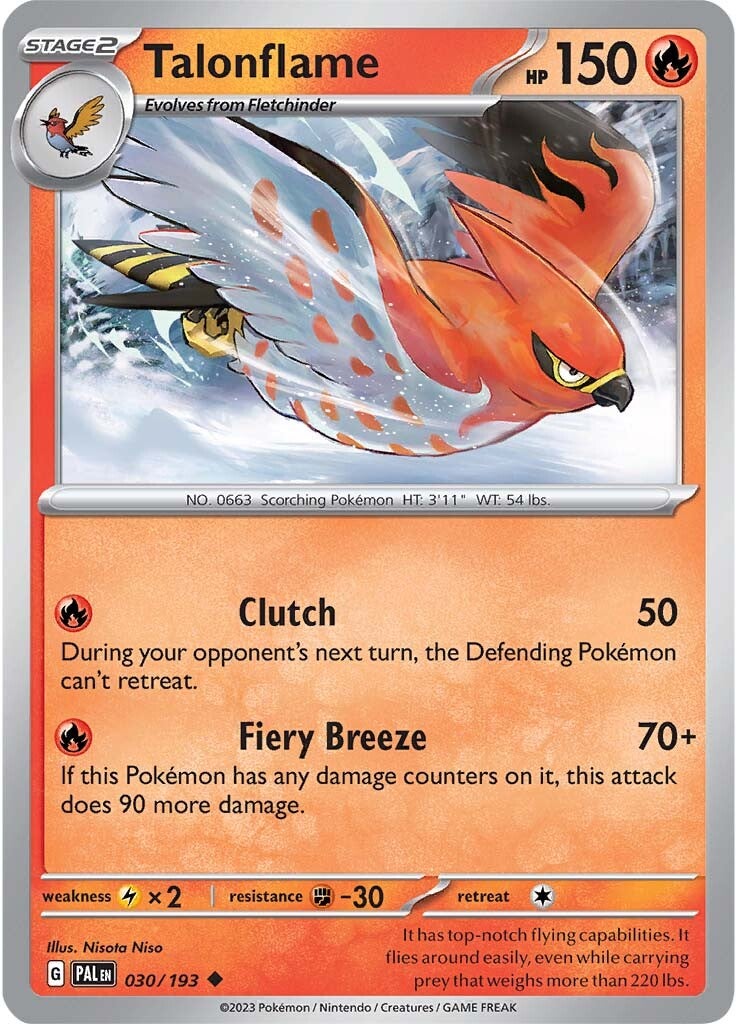 STAGE2
Talonflame
HP 150
Evolves from Fletchinder
NO. 0663 Scorching Pokémon HT: 3'11" WT: 54 lbs.
Clutch 50
During your opponent's next turn, the Defending Pokémon
can't retreat.
Fiery Breeze 70+
If this Pokémon has any damage counters on it, this attack
does 90 more damage.
weakness ×2 resistance -30 retreat
Illus. Nisota Niso
G PAL EN 030/193
It has top-notch flying capabilities. It
flies around easily, even while carrying
prey that weighs more than 220 lbs.
©2023 Pokémon / Nintendo / Creatures / GAME FREAK